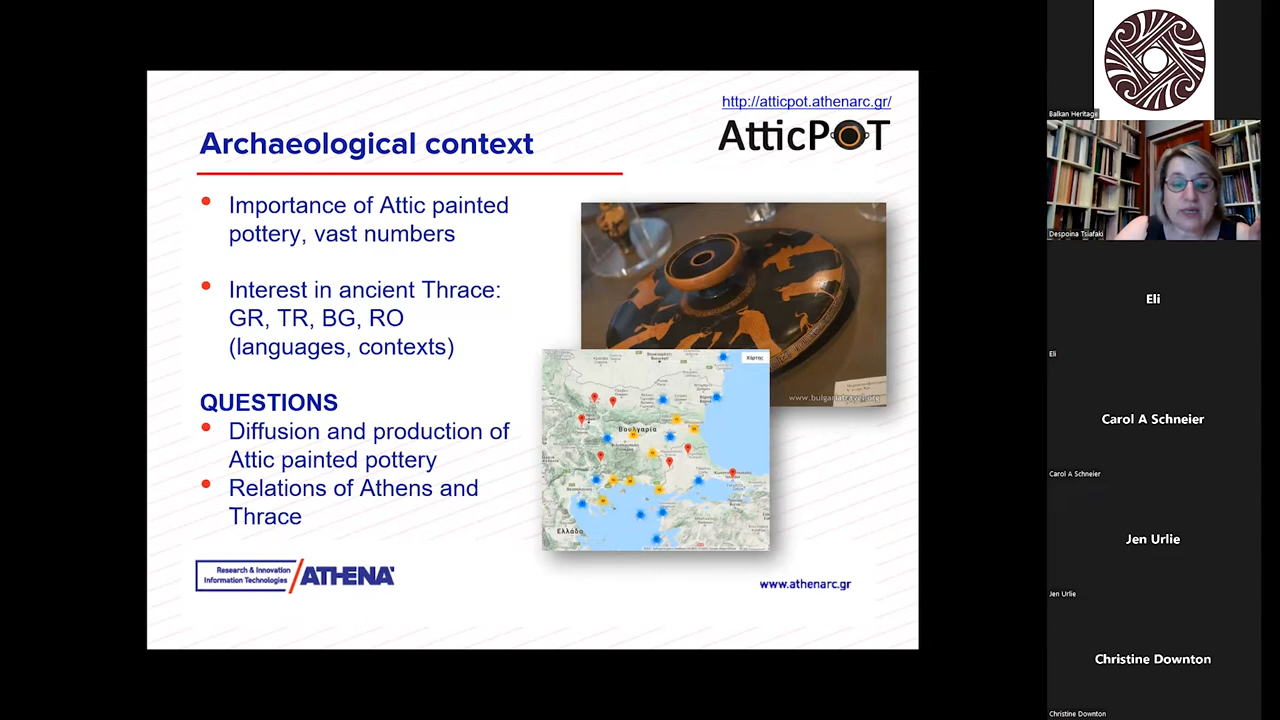 http://atticpot.athenarc.gr/
AtticPOT
Archaeological context
Importance of Attic painted
pottery, vast numbers
Interest in ancient Thrace:
GR, TR, BG, RO
(languages, contexts)
QUESTIONS
Diffusion and production of
Attic painted pottery
Relations of Athens and
Thrace
www.bulgariatravel.org
Χάρτης
Βουλγαρία
Ελλάδα
Research & Innovation
Information Technologies
ATHENA
www.athenarc.gr
Balkan Heritage
Despoina Tsiafaki
Eli
Eli
Carol A Schneier
Carol A Schneier
Jen Urlie
Jen Urlie
Christine Downton
Christine Downton